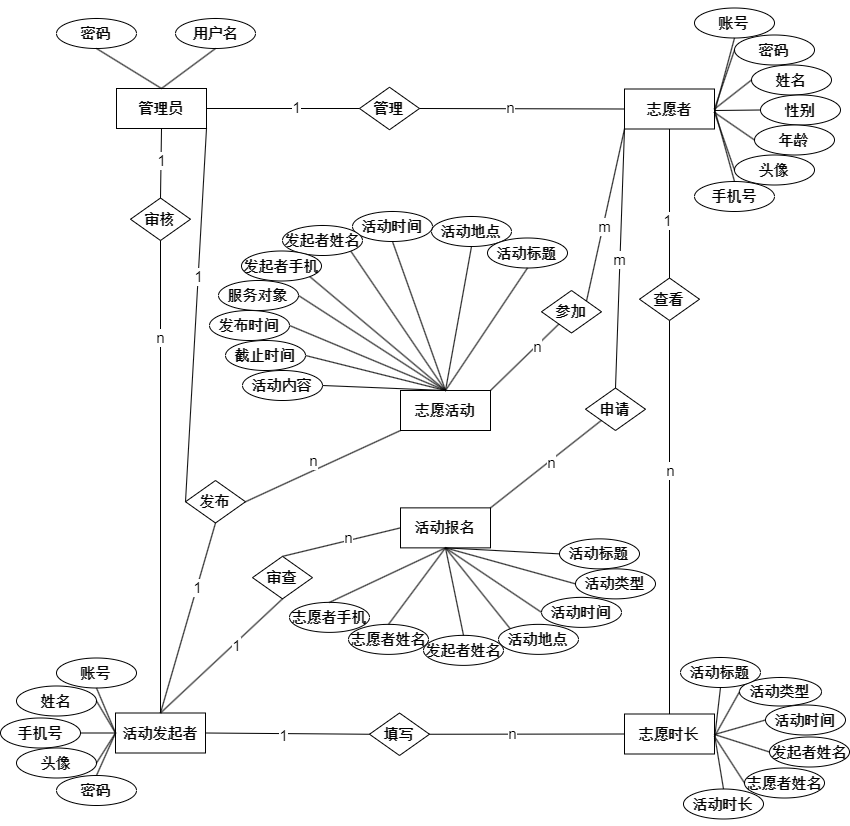 密码
用户名
账号
密码
姓名
性别
年龄
头像
手机号
管理员
1
管理
n
志愿者
1
审核
n
1
m
m
1
参加
n
查看
n
申请
n
活动时间
发起者姓名
活动地点
发起者手机
活动标题
服务对象
发布时间
截止时间
活动内容
志愿活动
n
发布
1
活动报名
n
审查
1
活动标题
活动类型
活动时间
活动地点
发起者姓名
志愿者姓名
志愿者手机
账号
姓名
手机号
头像
密码
活动发起者
1
填写
n
志愿时长
活动标题
活动类型
活动时间
发起者姓名
志愿者姓名
活动时长